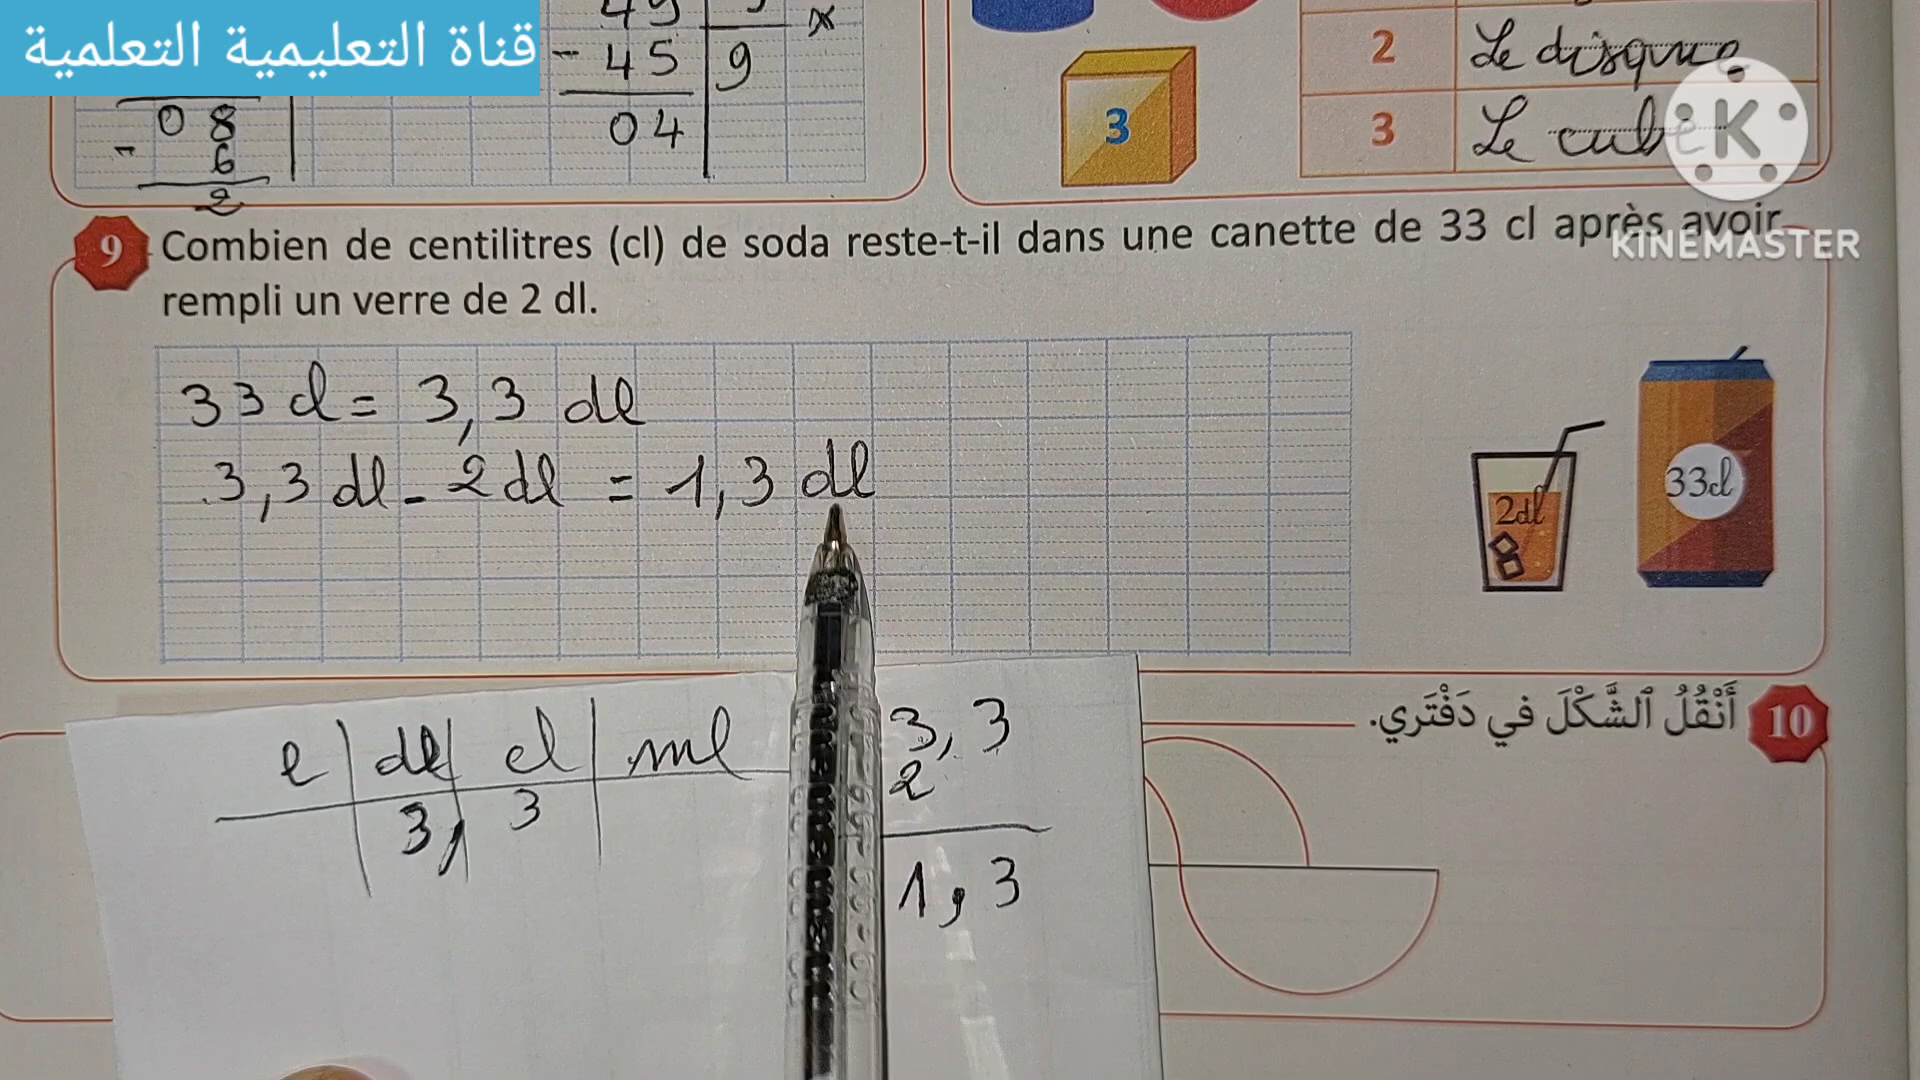 قناة التعليمية التعلمية
- 45 9
04
x
08
- 6
2
3
2 Le disque
3 Le cube
K
KINEMASTER
9 Combien de centilitres (cl) de soda reste-t-il dans une canette de 33 cl après avoir
rempli un verre de 2 dl.
33 cl = 3,3 dl
3,3 dl - 2 dl = 1,3 dl
2dl
33cl
l dl cl ml
3, 3
3,3
2
1,3
10 أَنْقُلُ ٱلشَّكْلَ في دَفْتَري.